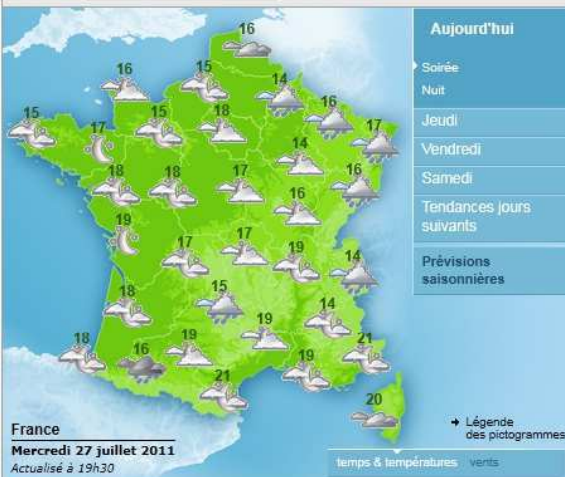 16
15
16
14
15
15
18
16
17
17
14
18
18
17
16
16
19
17
17
19
14
15
18
14
19
18
19
21
16
19
21
20
France
Mercredi 27 juillet 2011
Actualisé à 19h30
Aujourd'hui
Soirée
Nuit
Jeudi
Vendredi
Samedi
Tendances jours
suivants
Prévisions
saisonnières
Légende
des pictogrammes
temps & températures vents